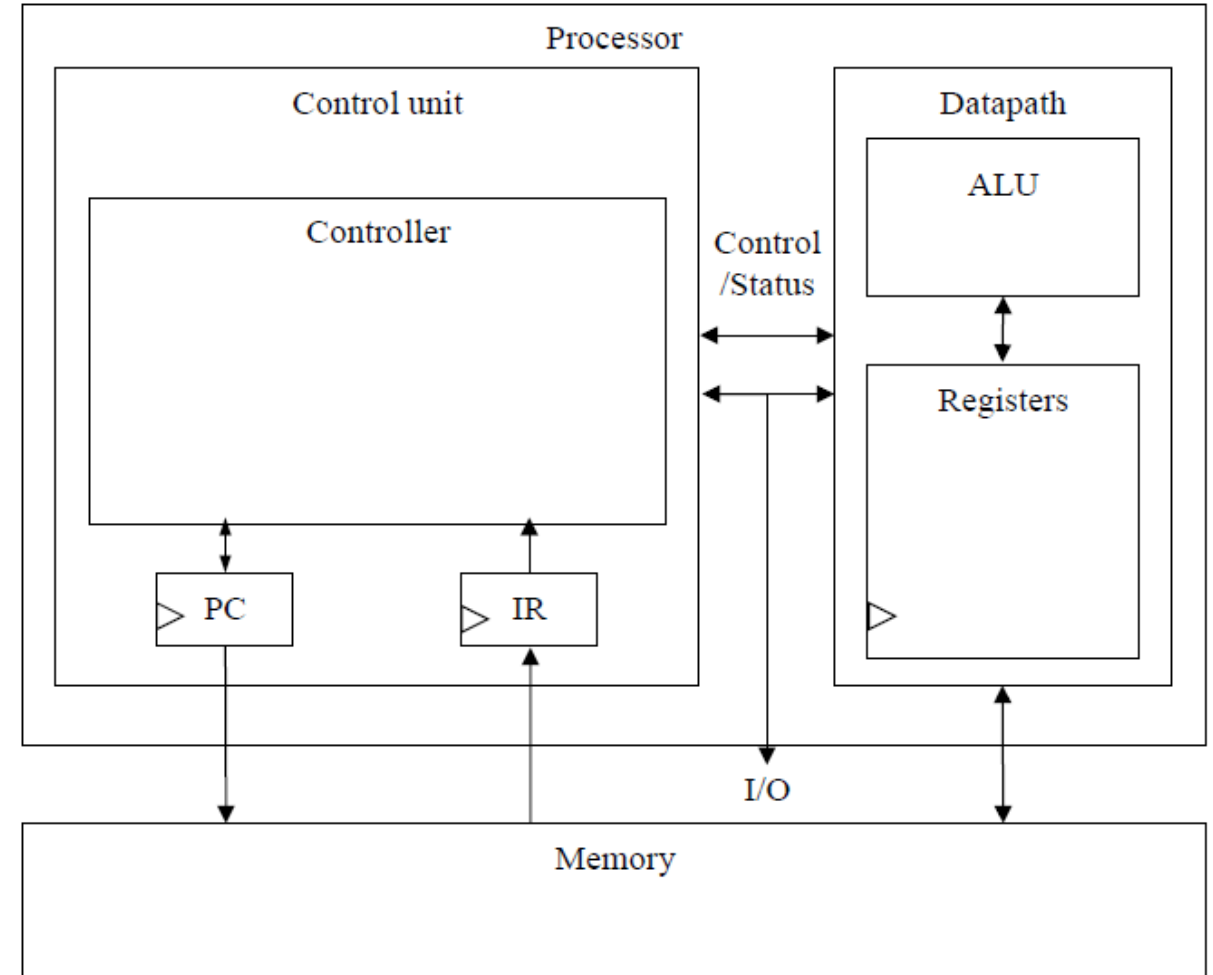 Processor
Control unit
Datapath
ALU
Controller
Control
/Status
Registers
PC
IR
I/O
Memory